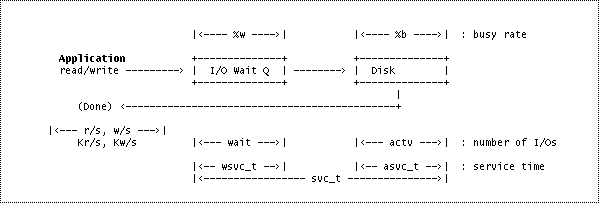 |<---- %w ---->|           |<---- %b ---->|  : busy rate
Application    +--------------+           +--------------+
read/write ---------> |  I/O Wait Q  | --------> |  Disk        |
+--------------+           +--------------+
|
(Done) <--------------------------------------------+
|<--- r/s, w/s --->|    |<--- wait --->|           |<--- actv --->|  : number of I/Os
Kr/s, Kw/s
|<-- wsvc_t -->|           |<-- asvc_t -->|  : service time
|<---------------- svc_t --------------->|